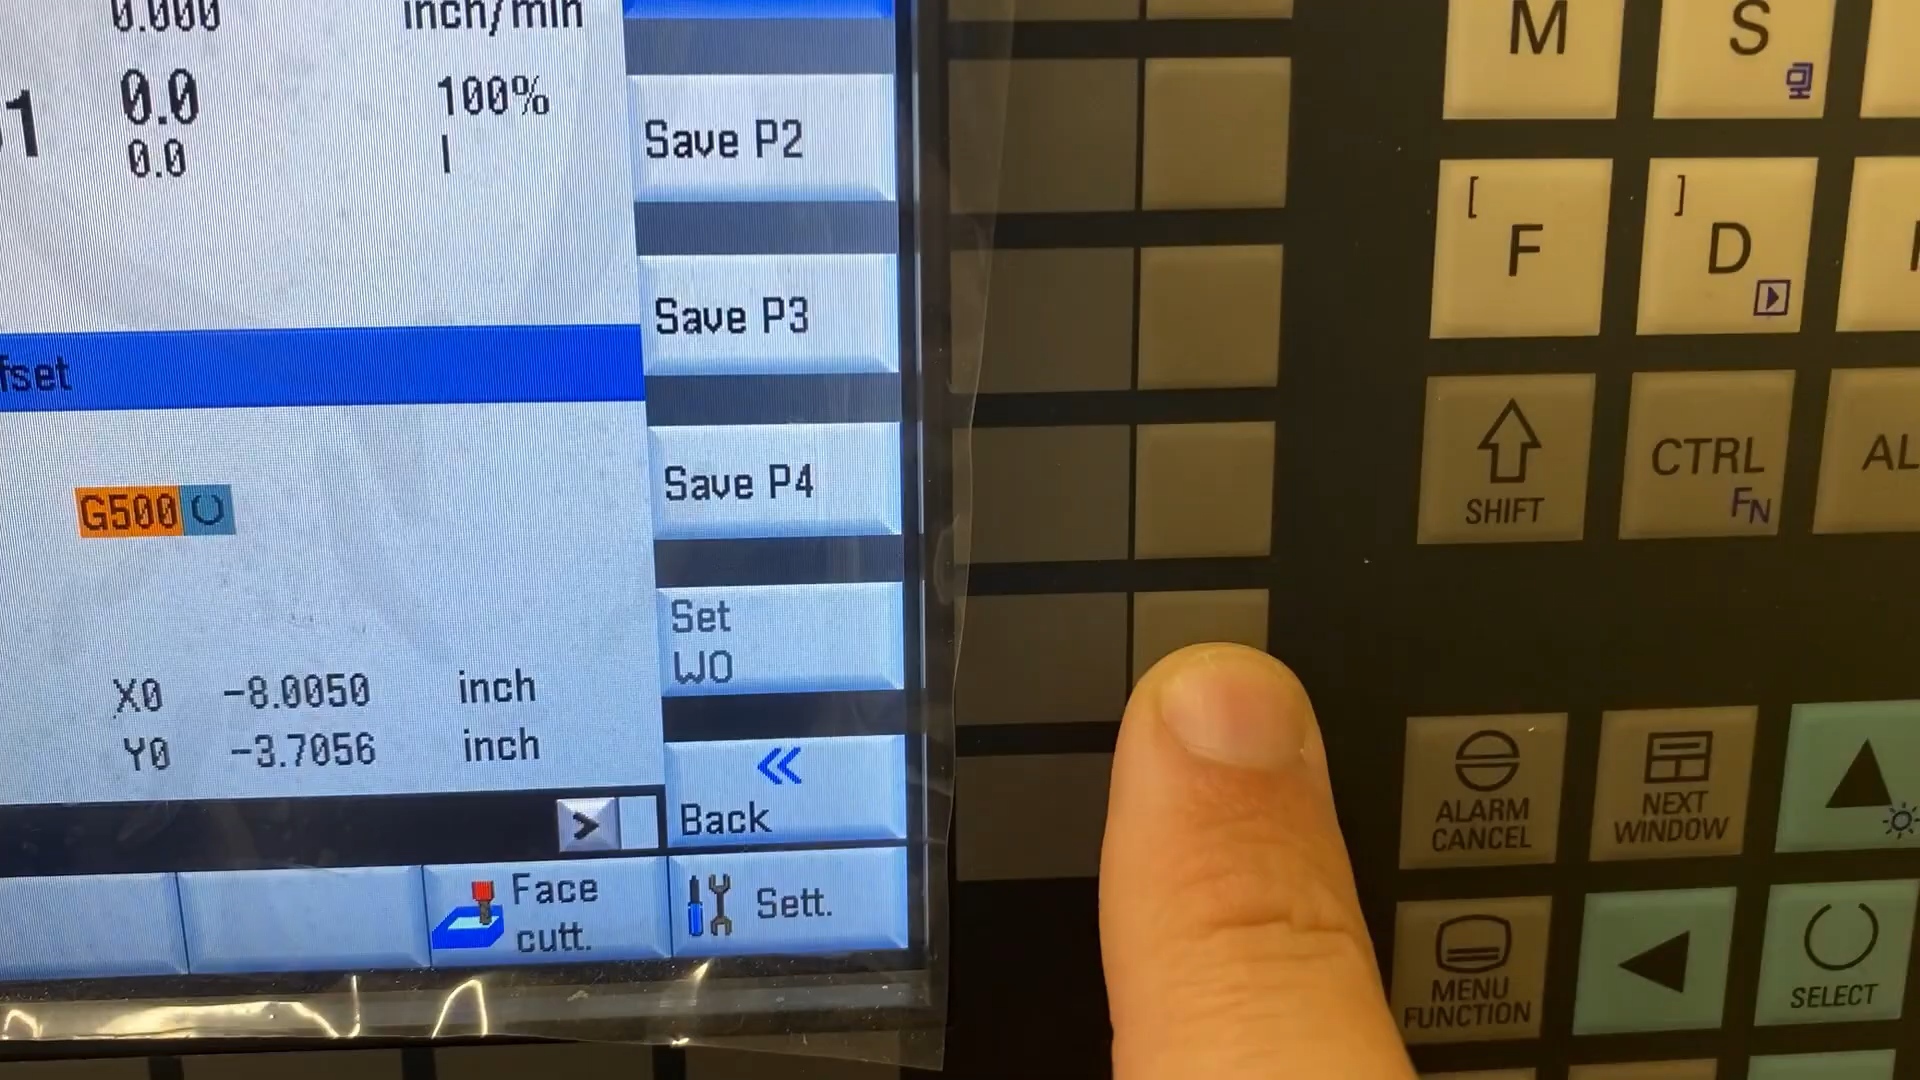 0.000 inch/min
0.0 100%
0.0
Save P2
Save P3
G500
Save P4
Set
WO
X0 -8.0050 inch
Y0 -3.7056 inch
<<
Back
>
Face
cutt.
Sett.
M S
[ F ] D
SHIFT CTRL
FN
ALARM
CANCEL
NEXT
WINDOW
MENU
FUNCTION
SELECT